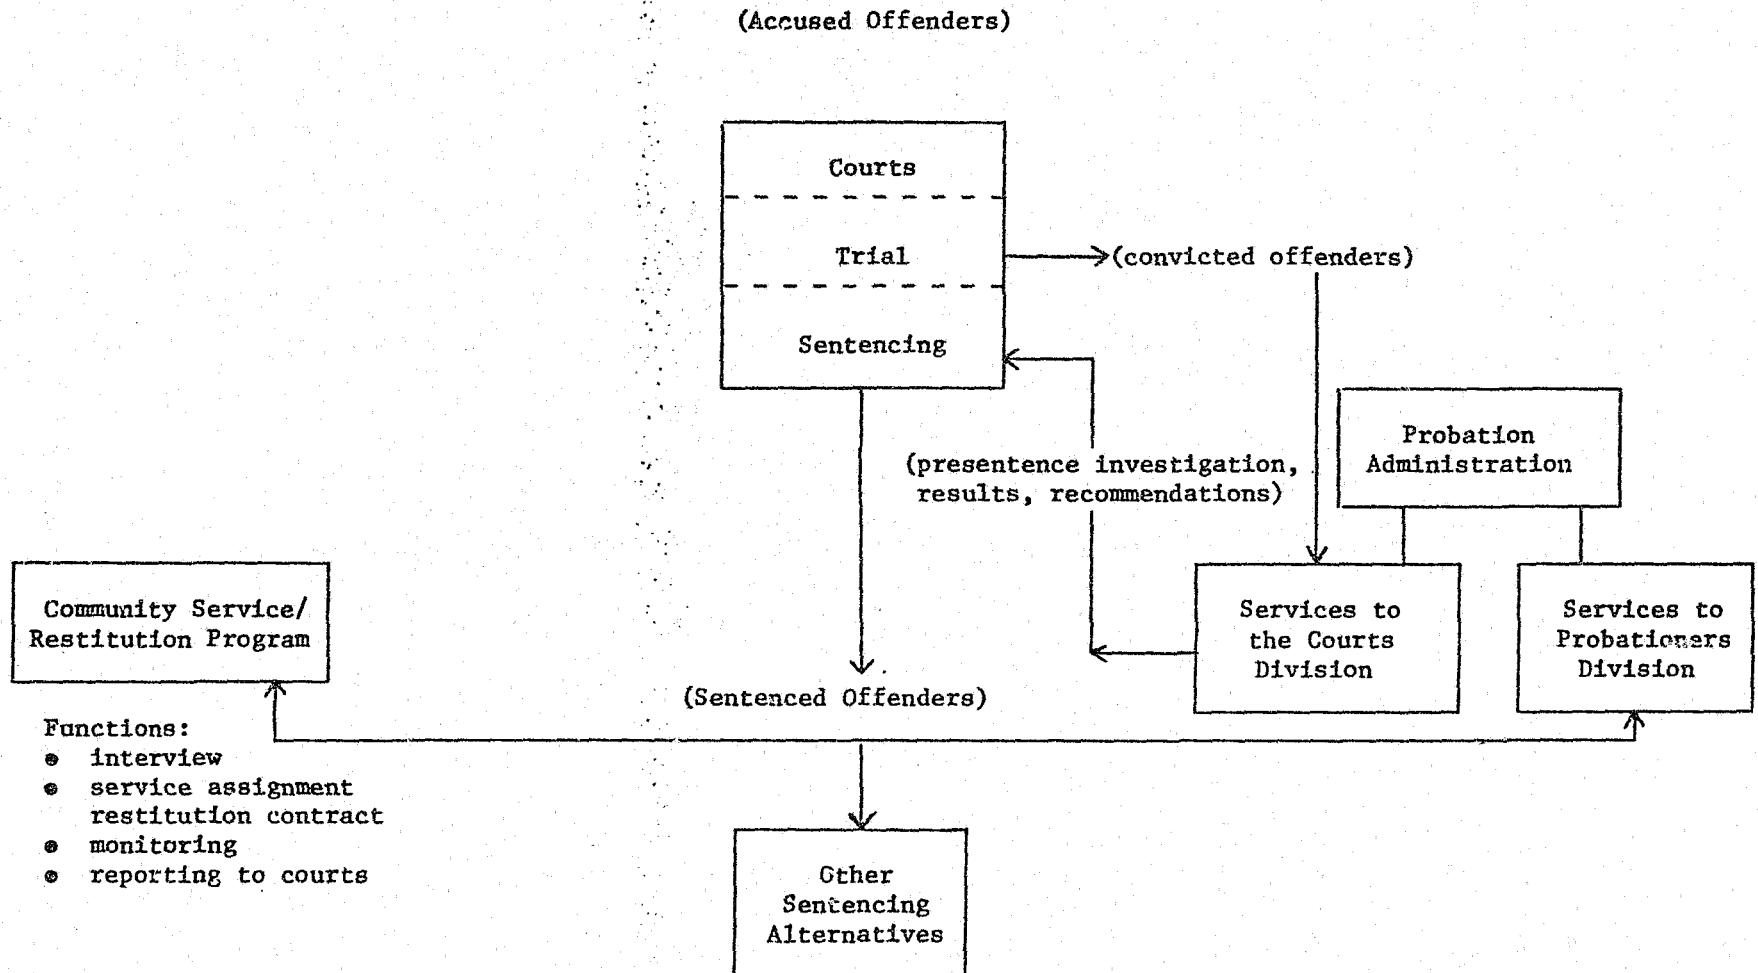 (Accused Offenders)
Courts
Trial
(convicted offenders)
Sentencing
Probation
Administration
(presentence investigation,
results, recommendations)
Community Service/
Restitution Program
Services to
the Courts
Division
Services to
Probationers
Division
(Sentenced Offenders)
Functions:
• interview
• service assignment
restitution contract
• monitoring
• reporting to courts
Other
Sentencing
Alternatives